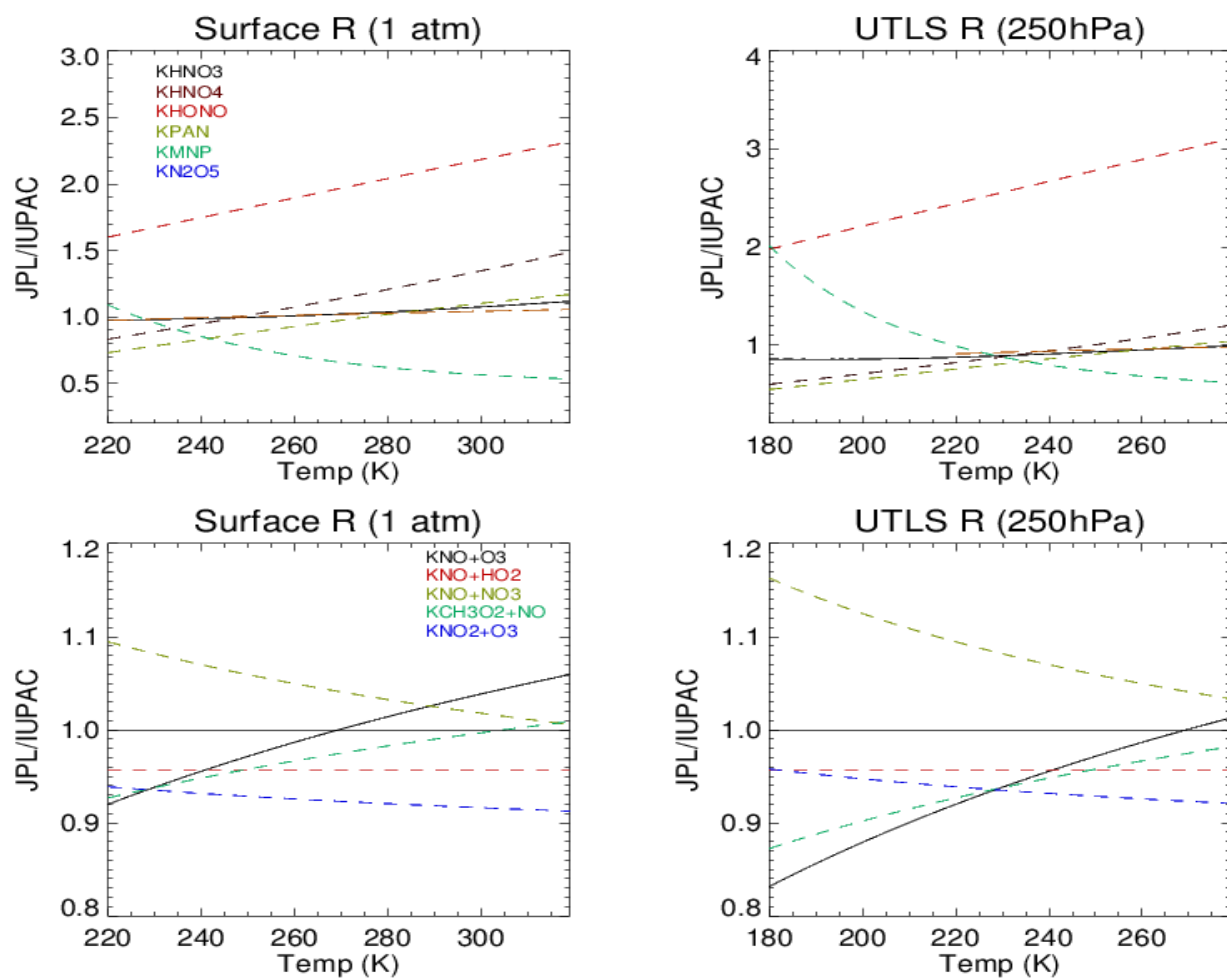 Surface R (1 atm)
3.0
2.5
2.0
1.5
1.0
0.5
JPL/IUPAC
KHNO3
KHNO4
KHONO
KPAN
KMNP
KN2O5
220 240 260 280 300
Temp (K)
UTLS R (250hPa)
4
3
2
1
JPL/IUPAC
180 200 220 240 260
Temp (K)
Surface R (1 atm)
1.2
1.1
1.0
0.9
0.8
JPL/IUPAC
KNO+O3
KNO+HO2
KNO+NO3
KCH3O2+NO
KNO2+O3
220 240 260 280 300
Temp (K)
UTLS R (250hPa)
1.2
1.1
1.0
0.9
0.8
JPL/IUPAC
180 200 220 240 260
Temp (K)